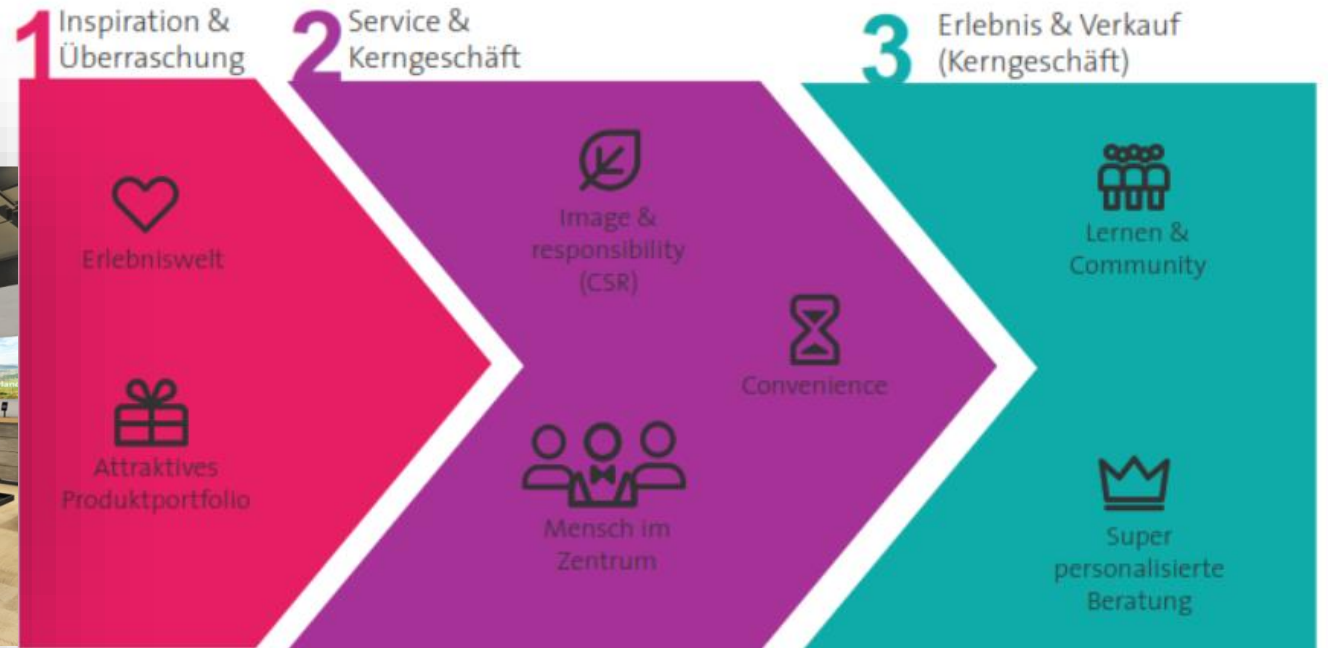 1
Inspiration &
Überraschung
Erlebniswelt
Attraktives
Produktportfolio
2
Service &
Kerngeschäft
Image &
responsibility
(CSR)
Convenience
Mensch im
Zentrum
3
Erlebnis & Verkauf
(Kerngeschäft)
Lernen &
Community
Super
personalisierte
Beratung